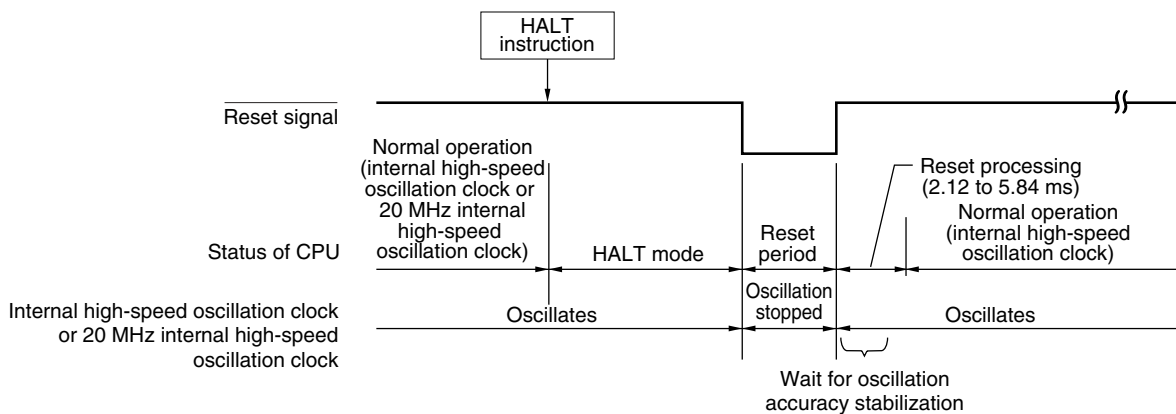 HALT
instruction
Reset signal
Normal operation
(internal high-speed
oscillation clock or
20 MHz internal
high-speed
oscillation clock)
Reset processing
(2.12 to 5.84 ms)
Normal operation
(internal high-speed
oscillation clock)
Status of CPU
HALT mode
Reset
period
Internal high-speed oscillation clock
or 20 MHz internal high-speed
oscillation clock
Oscillates
Oscillation
stopped
Oscillates
Wait for oscillation
accuracy stabilization